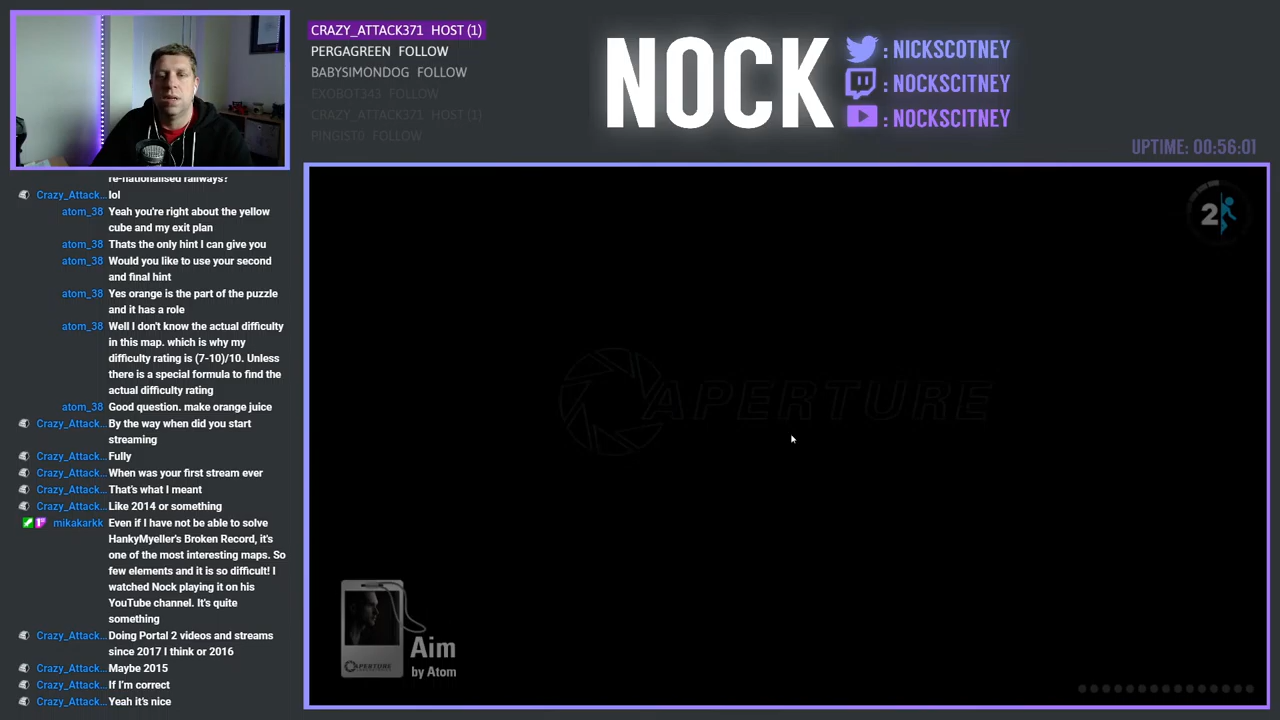 CRAZY_ATTACK371 HOST (1)
PERGAGREEN FOLLOW
BABYSIMONDOG FOLLOW
EXOBOT343 FOLLOW
CRAZY_ATTACK371 HOST (1)
PINGIST0 FOLLOW
NOCK
: NICKSCOTNEY
: NOCKSCITNEY
: NOCKSCITNEY
UPTIME: 00:56:01
re-nationalised railways?
Crazy_Attack... lol
atom_38 Yeah you're right about the yellow
cube and my exit plan
atom_38 Thats the only hint I can give you
atom_38 Would you like to use your second
and final hint
atom_38 Yes orange is the part of the puzzle
and it has a role
atom_38 Well I don't know the actual difficulty
in this map. which is why my
difficulty rating is (7-10)/10. Unless
there is a special formula to find the
actual difficulty rating
atom_38 Good question. make orange juice
Crazy_Attack... By the way when did you start
streaming
Crazy_Attack... Fully
Crazy_Attack... When was your first stream ever
Crazy_Attack... That's what I meant
Crazy_Attack... Like 2014 or something
mikakarkk Even if I have not be able to solve
HankyMyeller's Broken Record, it's
one of the most interesting maps. So
few elements and it is so difficult! I
watched Nock playing it on his
YouTube channel. It's quite
something
Crazy_Attack... Doing Portal 2 videos and streams
since 2017 I think or 2016
Crazy_Attack... Maybe 2015
Crazy_Attack... If I'm correct
Crazy_Attack... Yeah it's nice
2
APERTURE
APERTURE
Aim
by Atom